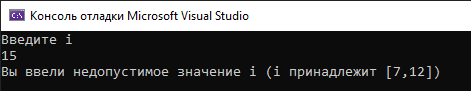 Консоль отладки Microsoft Visual Studio
Введите i
15
Вы ввели недопустимое значение i (i принадлежит [7,12])